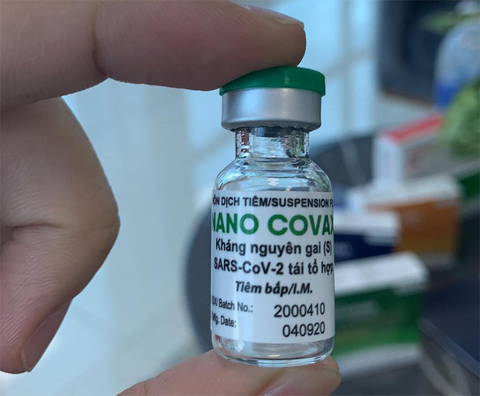 DỊCH TIÊM/SUSPENSION
NANO COVAX
Kháng nguyên gai (S)
SARS-CoV-2 tái tổ hợp
Tiêm bắp/I.M.
Batch No.: 2000410
Mfg. Date: 040920